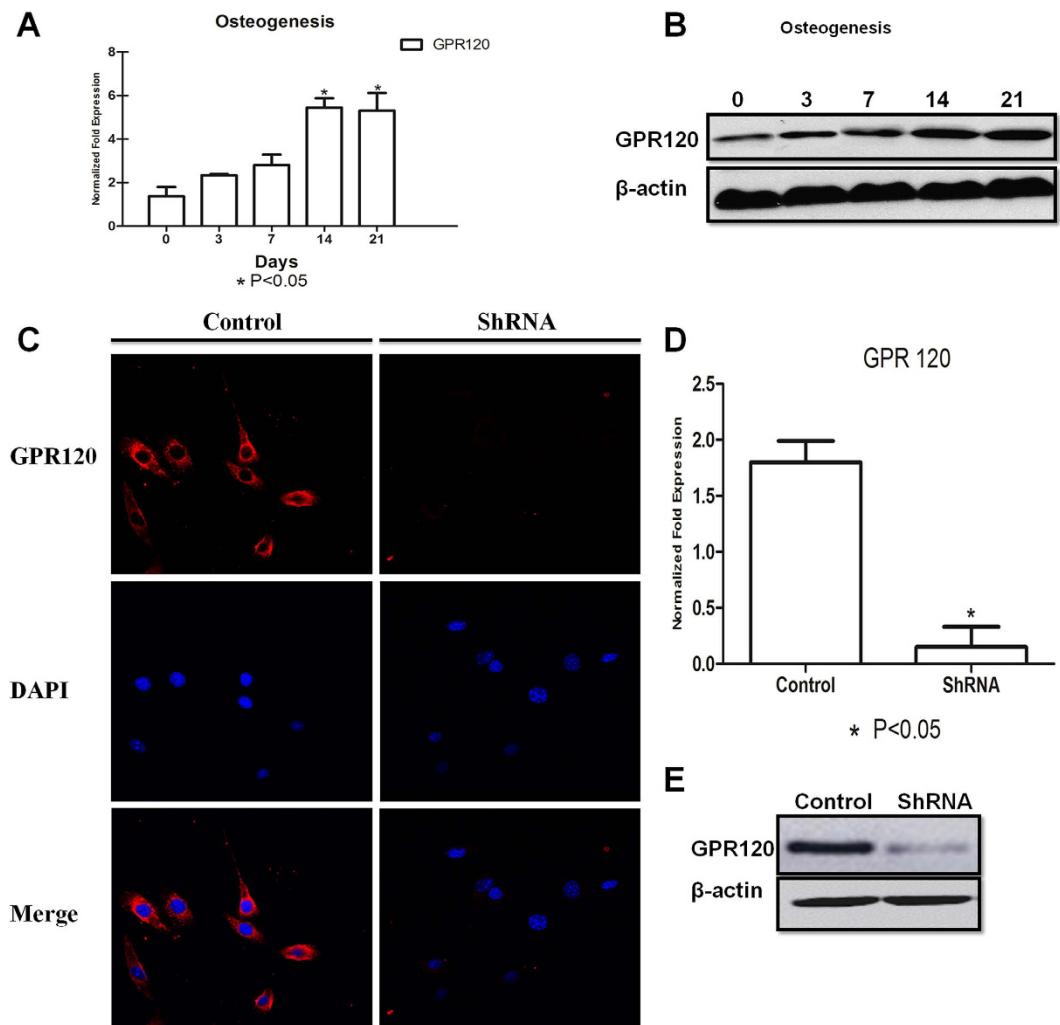 A
Osteogenesis
GPR120
Normalized Fold Expression
8
6
4
2
0
0 3 7 14 21
* *
Days
* P<0.05
B
Osteogenesis
0 3 7 14 21
GPR120
β-actin
C
Control ShRNA
GPR120
DAPI
Merge
D
GPR 120
Normalized Fold Expression
2.5
2.0
1.5
1.0
0.5
0.0
*
Control ShRNA
* P<0.05
E
Control ShRNA
GPR120
β-actin